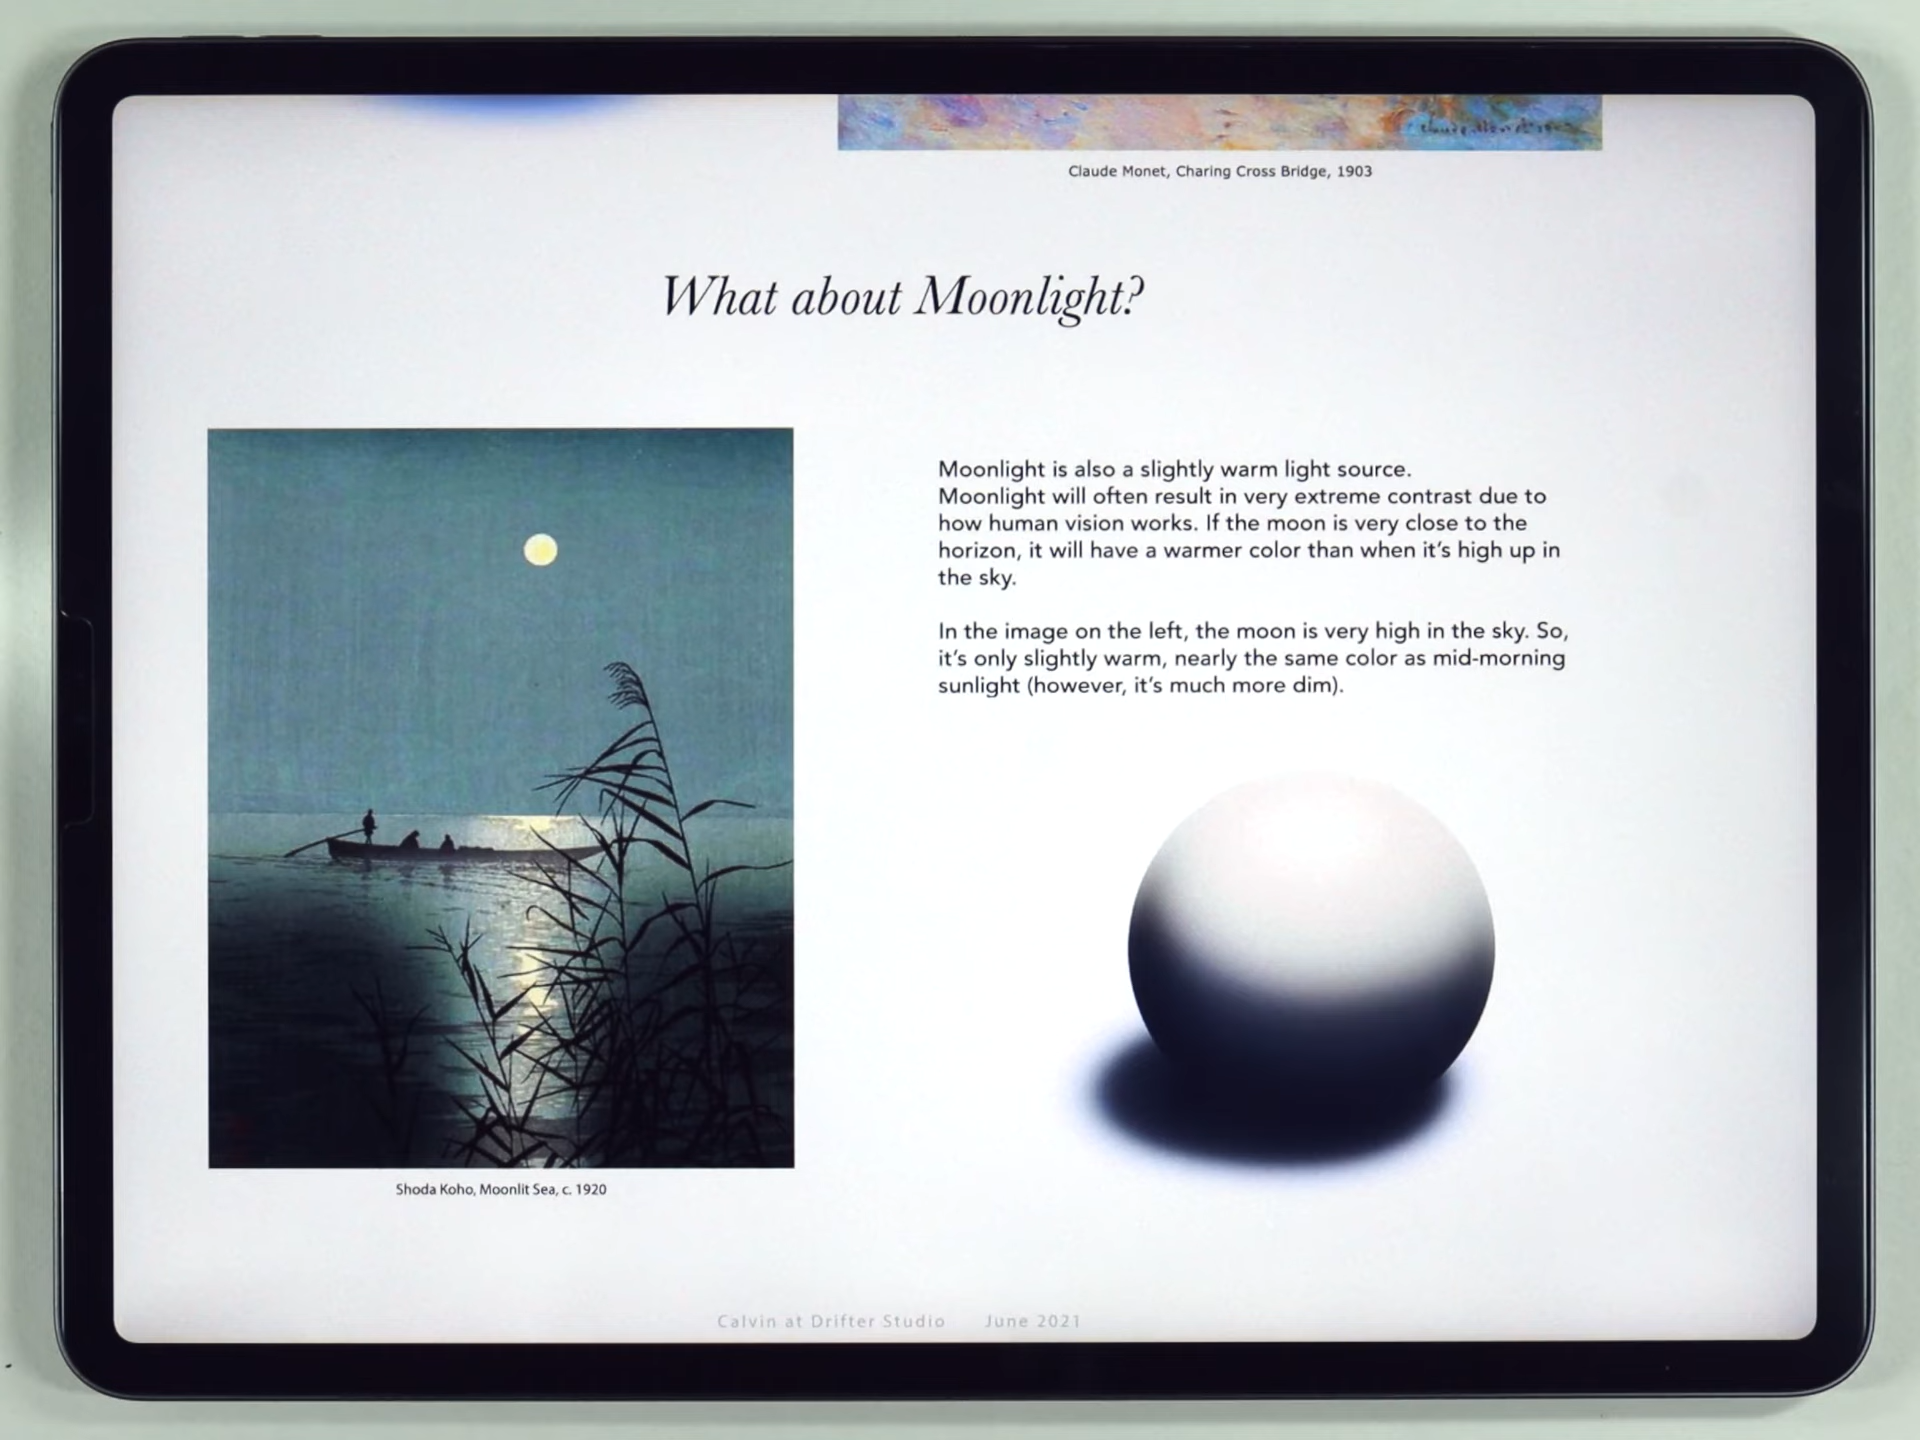 Claude Monet, Charing Cross Bridge, 1903
What about Moonlight?
Moonlight is also a slightly warm light source.
Moonlight will often result in very extreme contrast due to
how human vision works. If the moon is very close to the
horizon, it will have a warmer color than when it's high up in
the sky.
In the image on the left, the moon is very high in the sky. So,
it's only slightly warm, nearly the same color as mid-morning
sunlight (however, it's much more dim).
Shoda Koho, Moonlit Sea, c. 1920
Calvin at Drifter Studio June 2021